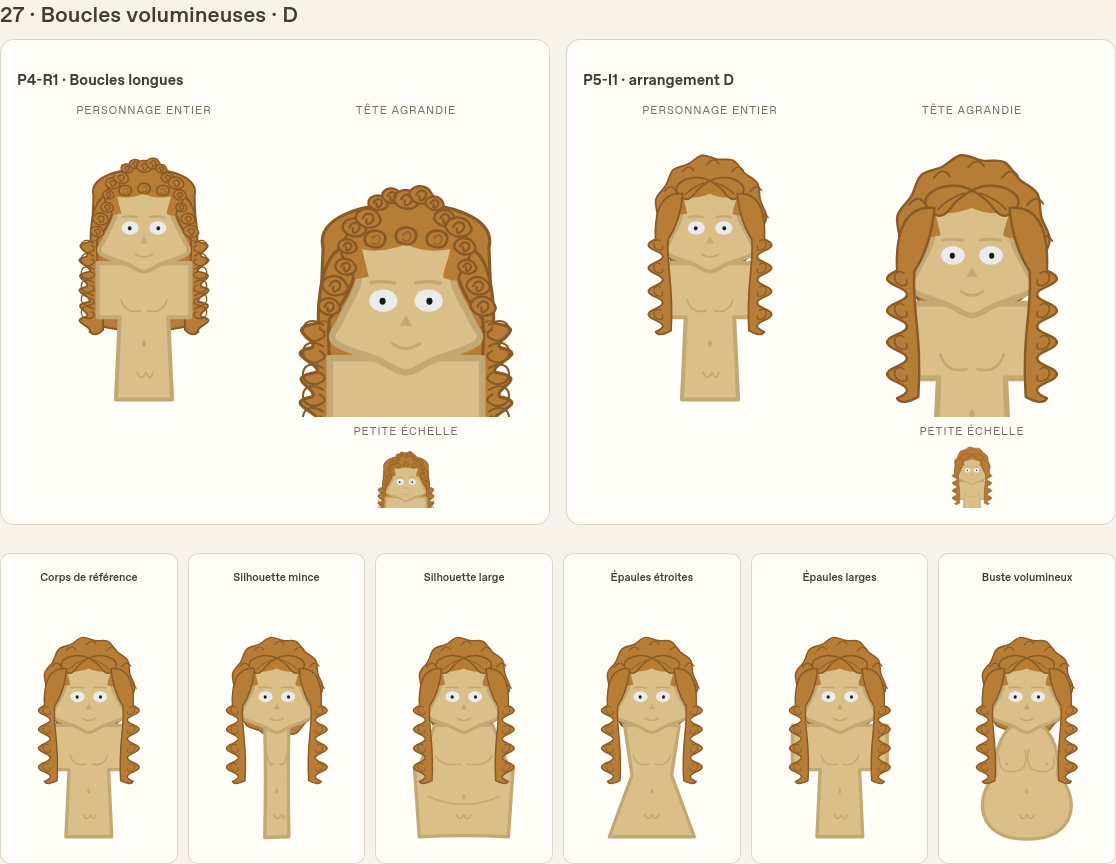 27 · Boucles volumineuses · D
P4-R1 · Boucles longues
PERSONNAGE ENTIER
TÊTE AGRANDIE
PETITE ÉCHELLE
P5-I1 · arrangement D
PERSONNAGE ENTIER
TÊTE AGRANDIE
PETITE ÉCHELLE
Corps de référence
Silhouette mince
Silhouette large
Épaules étroites
Épaules larges
Buste volumineux